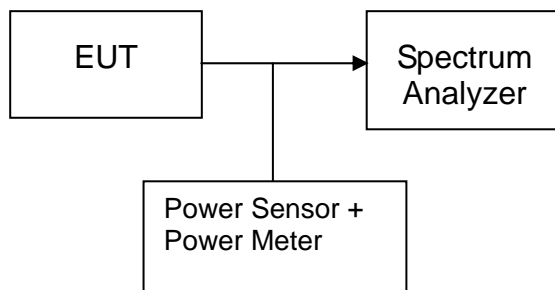 EUT
Spectrum
Analyzer
Power Sensor +
Power Meter